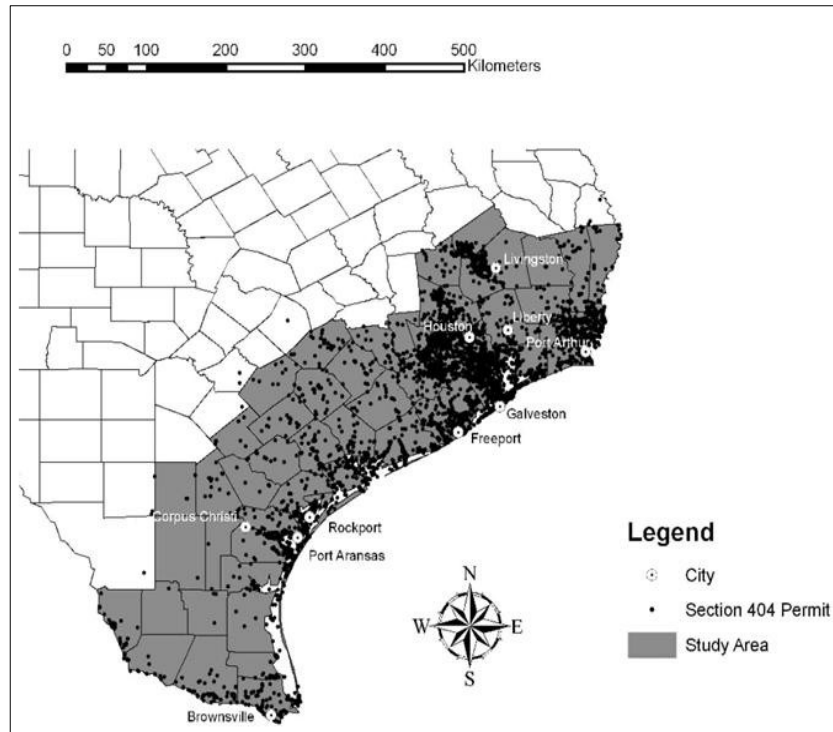 0 50 100 200 300 400 500
Kilometers
Livingston
Liberty
Houston
Port Arthur
Galveston
Freeport
Corpus Christi
Rockport
Port Aransas
Brownsville
N
W E
S
Legend
City
Section 404 Permit
Study Area